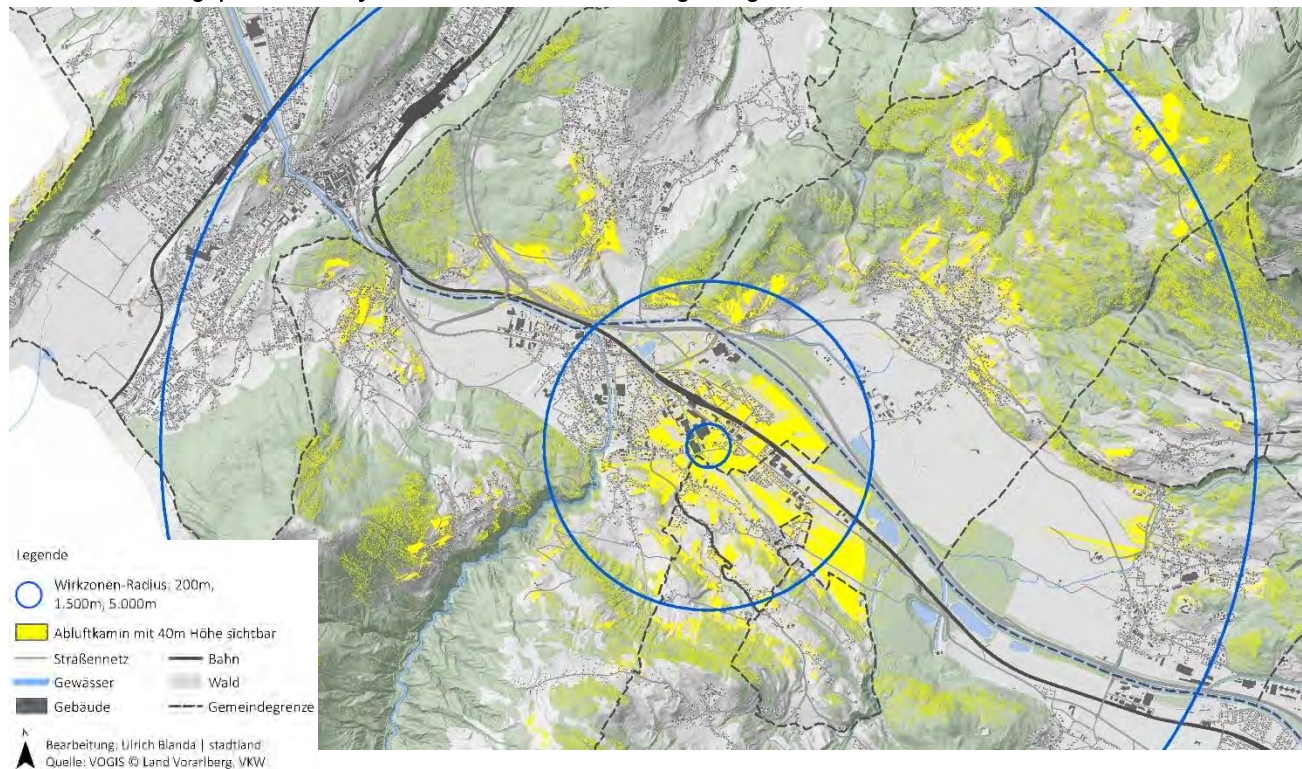 Legende
Wirkzonen-Radius: 200m,
1.500m, 5.000m
Abluftkamin mit 40m Höhe sichtbar
Straßennetz
Bahn
Gewässer
Wald
Gebäude
Gemeindegrenze
N
Bearbeitung: Ulrich Blanda | stadtland
Quelle: VOGIS © Land Vorarlberg, VKW